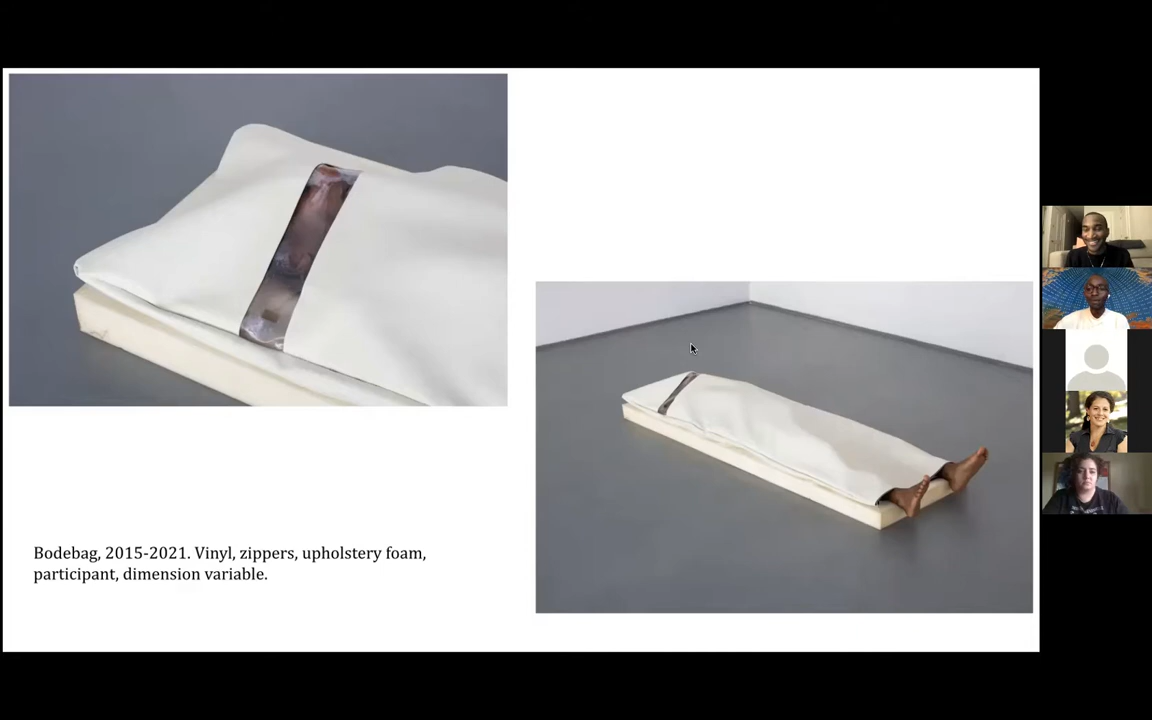 Bodebag, 2015-2021. Vinyl, zippers, upholstery foam,
participant, dimension variable.